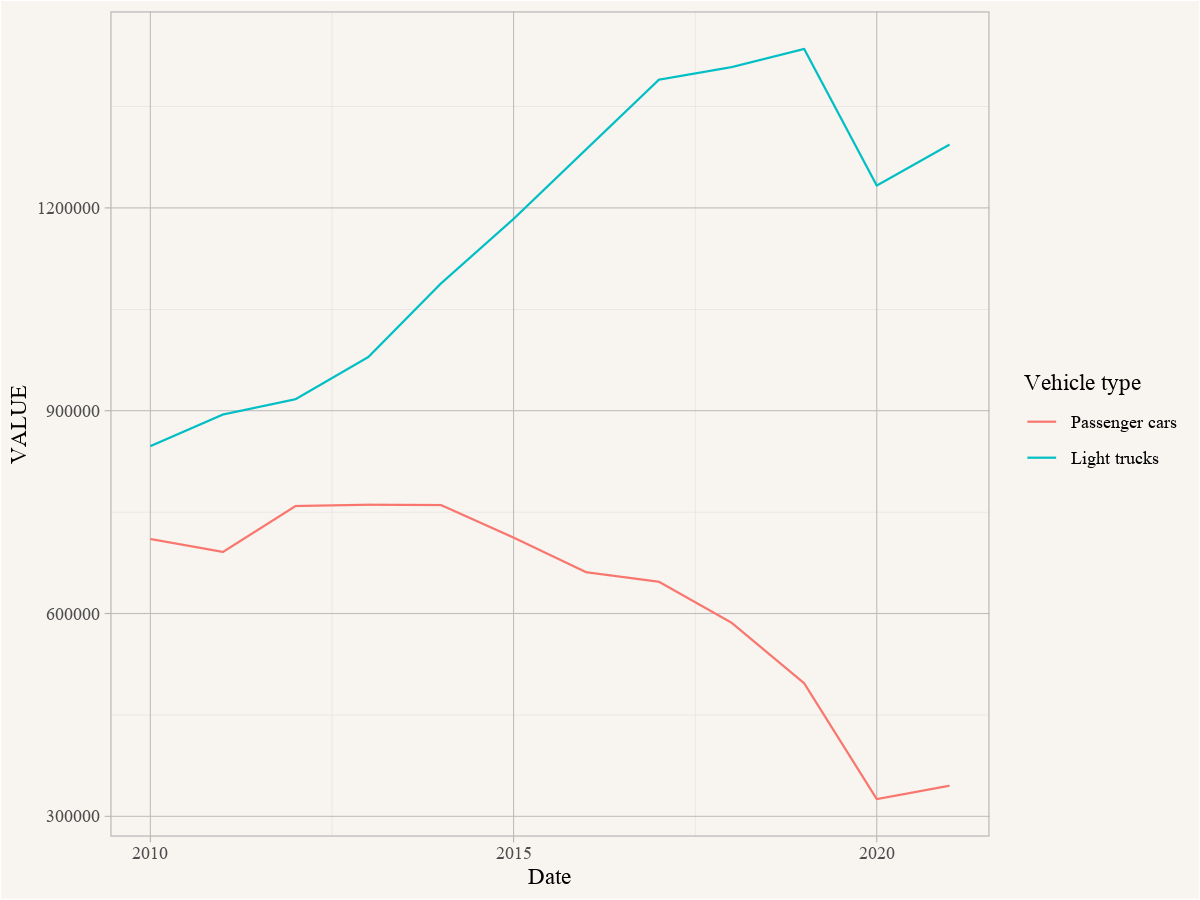 VALUE
1200000
900000
600000
300000
2010
2015
2020
Date
Vehicle type
Passenger cars
Light trucks